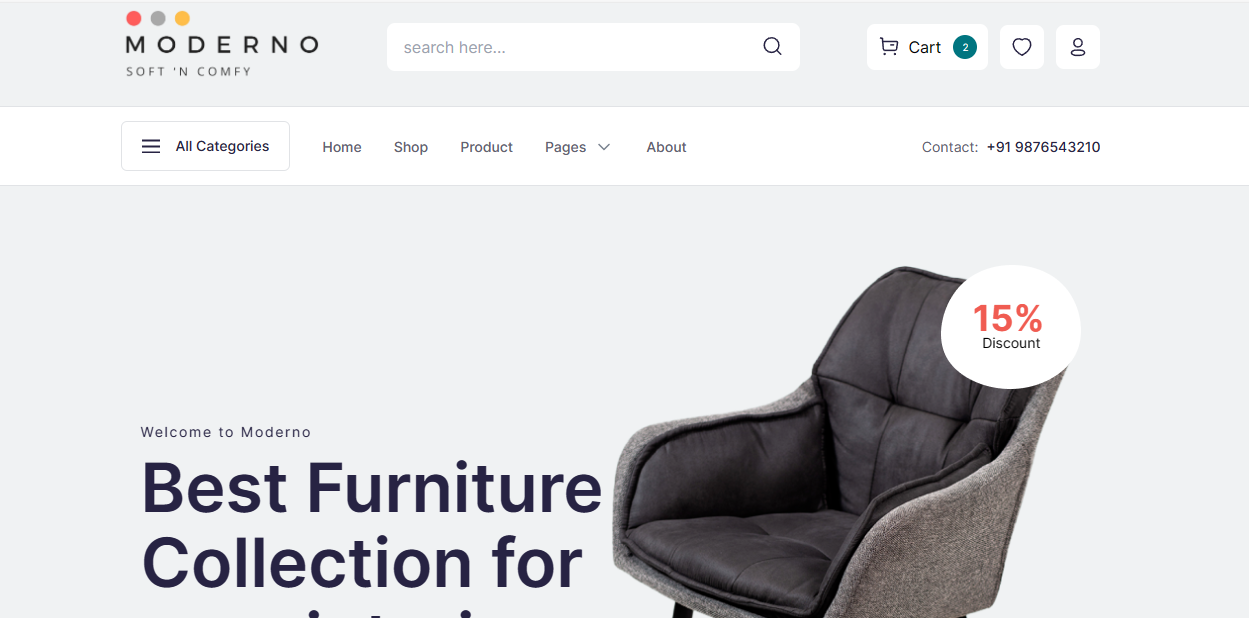 MODERNO
SOFT 'N COMFY
search here...
Cart 2
All Categories
Home
Shop
Product
Pages
About
Contact: +91 9876543210
15%
Discount
Welcome to Moderno
Best Furniture
Collection for